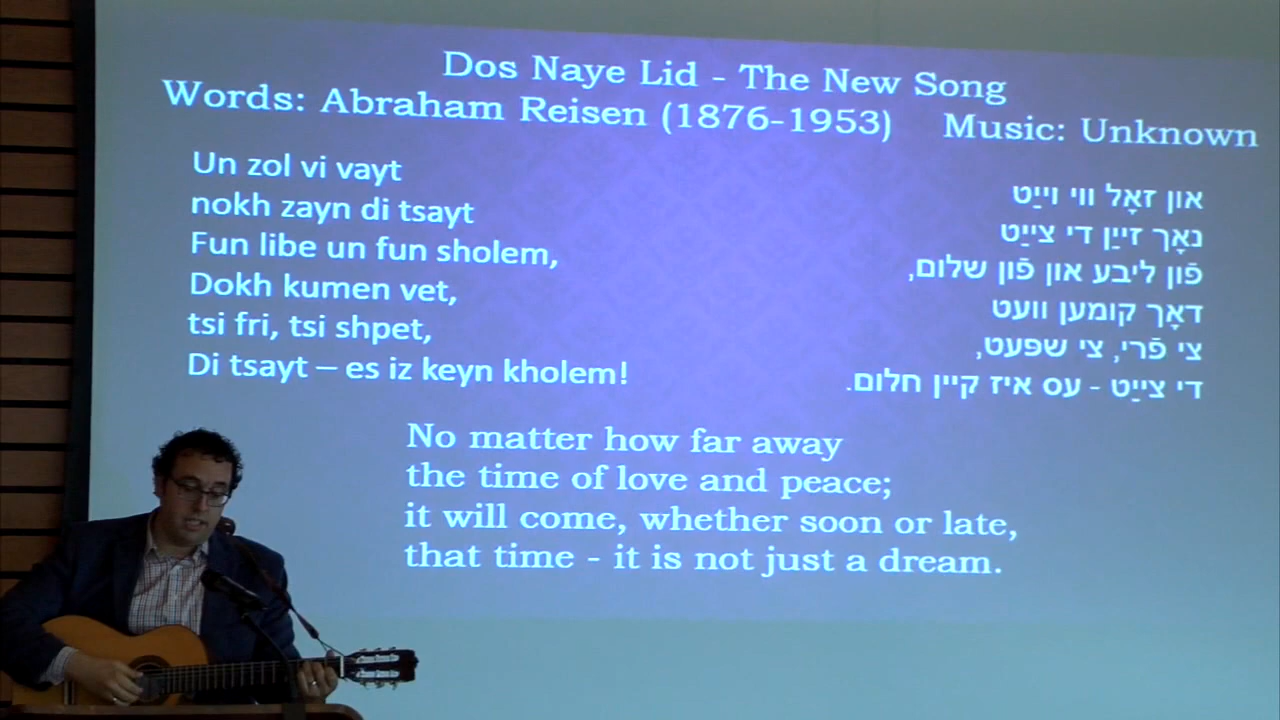 Dos Naye Lid - The New Song
Words: Abraham Reisen (1876-1953) Music: Unknown
Un zol vi vayt
nokh zayn di tsayt
Fun libe un fun sholem,
Dokh kumen vet,
tsi fri, tsi shpet,
Di tsayt – es iz keyn kholem!
און זאָל ווי ווײַט
נאָך זײַן די צײַט
פֿון ליבע און פֿון שלום,
דאָך קומען וועט
צי פֿרי, צי שפּעט,
די צײַט - עס איז קיין חלום.
No matter how far away
the time of love and peace;
it will come, whether soon or late,
that time - it is not just a dream.